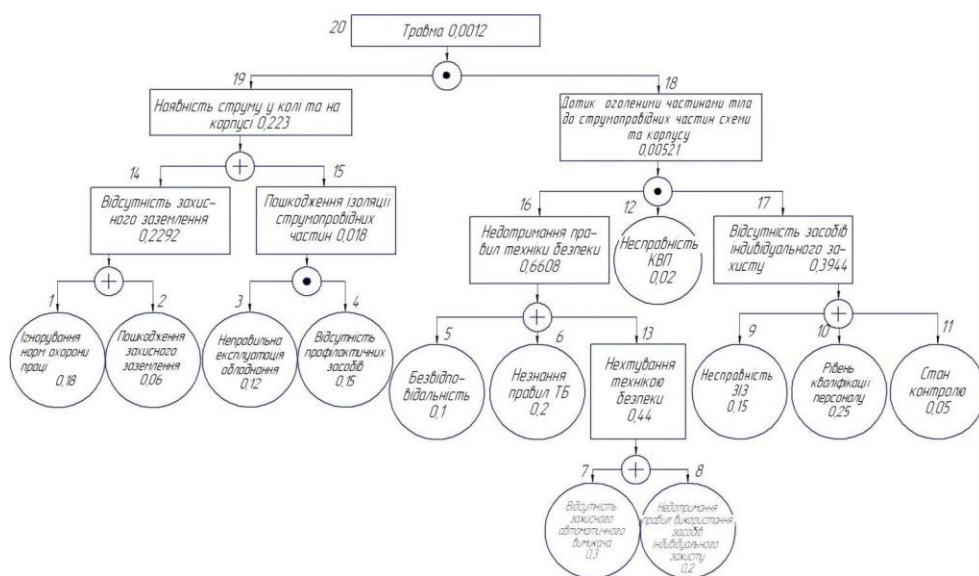 20
Травма 0,0012
19
Наявність струму у колі та на
корпусі 0,223
18
Дотик оголеними частинами тіла
до струмопровідних частин схеми
та корпусу
0,00521
14
Відсутність захис-
ного заземлення
0,2292
15
Пошкодження ізоляції
струмопровідних
частин 0,018
16
Недотримання пра-
вил техніки безпеки
0,6608
12
Несправність
КВП
0,02
17
Відсутність засобів
індивідуального за-
хисту 0,3944
1
Ігнорування
норм охорони
праці
0,18
2
Пошкодження
захисного
заземлення
0,06
3
Неправильна
експлуатація
обладнання
0,12
4
Відсутність
профілактичних
засобів
0,15
5
Безвідпо-
відальність
0,1
6
Незнання
правил ТБ
0,2
13
Нехтування
технікою
безпеки
0,44
9
Несправність
ЗІЗ
0,15
10
Рівень
кваліфікації
персоналу
0,25
11
Стан
контролю
0,05
7
Відсутність
захисного
автоматичного
вимикача
0,3
8
Недотримання
правил використання
засобів
індивідуального
захисту
0,2